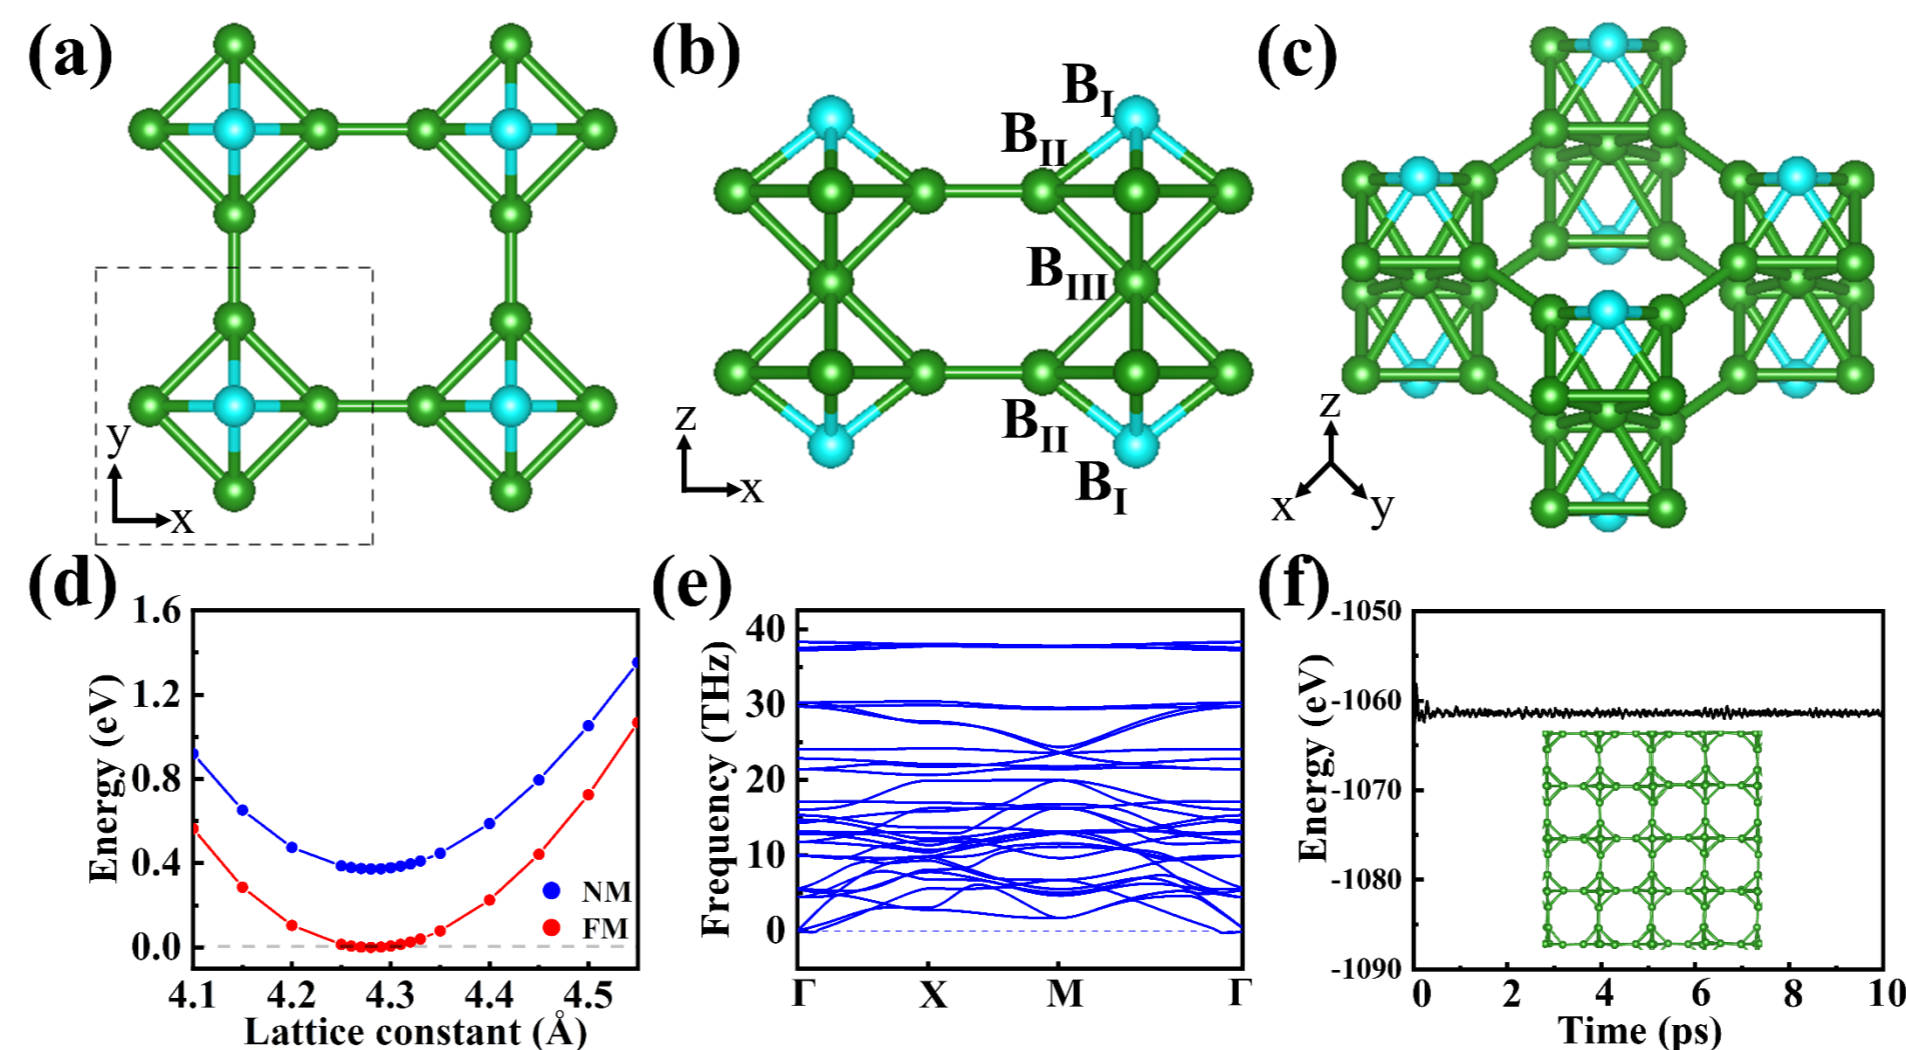 (a)
y
x
(b)
B_I
B_II
B_III
B_II
B_I
z
x
(c)
z
x
y
(d)
1.6
1.2
0.8
0.4
0.0
Energy (eV)
NM
FM
4.1 4.2 4.3 4.4 4.5
Lattice constant (Å)
(e)
40
30
20
10
0
Frequency (THz)
Γ X M Γ
(f)
-1050
-1060
-1070
-1080
-1090
Energy (eV)
0 2 4 6 8 10
Time (ps)